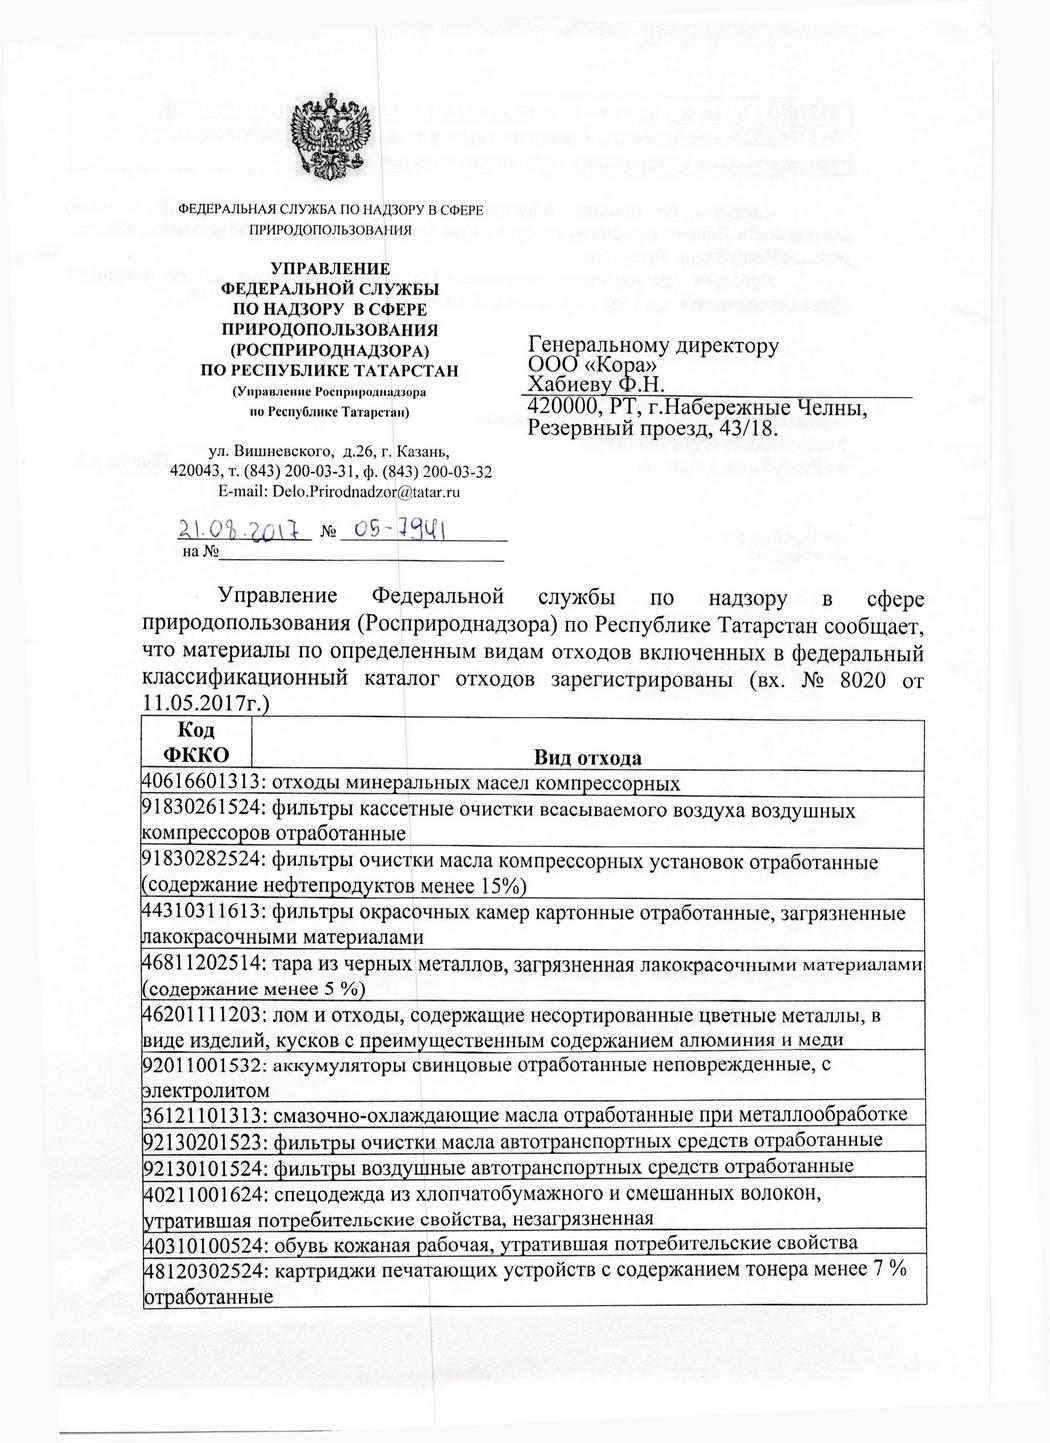 ФЕДЕРАЛЬНАЯ СЛУЖБА ПО НАДЗОРУ В СФЕРЕ
ПРИРОДОПОЛЬЗОВАНИЯ
УПРАВЛЕНИЕ
ФЕДЕРАЛЬНОЙ СЛУЖБЫ
ПО НАДЗОРУ В СФЕРЕ
ПРИРОДОПОЛЬЗОВАНИЯ
(РОСПРИРОДНАДЗОРА)
ПО РЕСПУБЛИКЕ ТАТАРСТАН
(Управление Росприроднадзора
по Республике Татарстан)
ул. Вишневского, д.26, г. Казань,
420043, т. (843) 200-03-31, ф. (843) 200-03-32
E-mail: Delo.Prirodnadzor@tatar.ru
21.08.2017 № 05-7941
на №
Генеральному директору
ООО «Кора»
Хабиеву Ф.Н.
420000, РТ, г.Набережные Челны,
Резервный проезд, 43/18.
Управление Федеральной службы по надзору в сфере
природопользования (Росприроднадзора) по Республике Татарстан сообщает,
что материалы по определенным видам отходов включенных в федеральный
классификационный каталог отходов зарегистрированы (вх. № 8020 от
11.05.2017г.)
Код
ФККО
Вид отхода
40616601313: отходы минеральных масел компрессорных
91830261524: фильтры кассетные очистки всасываемого воздуха воздушных
компрессоров отработанные
91830282524: фильтры очистки масла компрессорных установок отработанные
(содержание нефтепродуктов менее 15%)
44310311613: фильтры окрасочных камер картонные отработанные, загрязненные
лакокрасочными материалами
46811202514: тара из черных металлов, загрязненная лакокрасочными материалами
(содержание менее 5 %)
46201111203: лом и отходы, содержащие несортированные цветные металлы, в
виде изделий, кусков с преимущественным содержанием алюминия и меди
92011001532: аккумуляторы свинцовые отработанные неповрежденные, с
электролитом
36121101313: смазочно-охлаждающие масла отработанные при металлообработке
92130201523: фильтры очистки масла автотранспортных средств отработанные
92130101524: фильтры воздушные автотранспортных средств отработанные
40211001624: спецодежда из хлопчатобумажного и смешанных волокон,
утратившая потребительские свойства, незагрязненная
40310100524: обувь кожаная рабочая, утратившая потребительские свойства
48120302524: картриджи печатающих устройств с содержанием тонера менее 7 %
отработанные